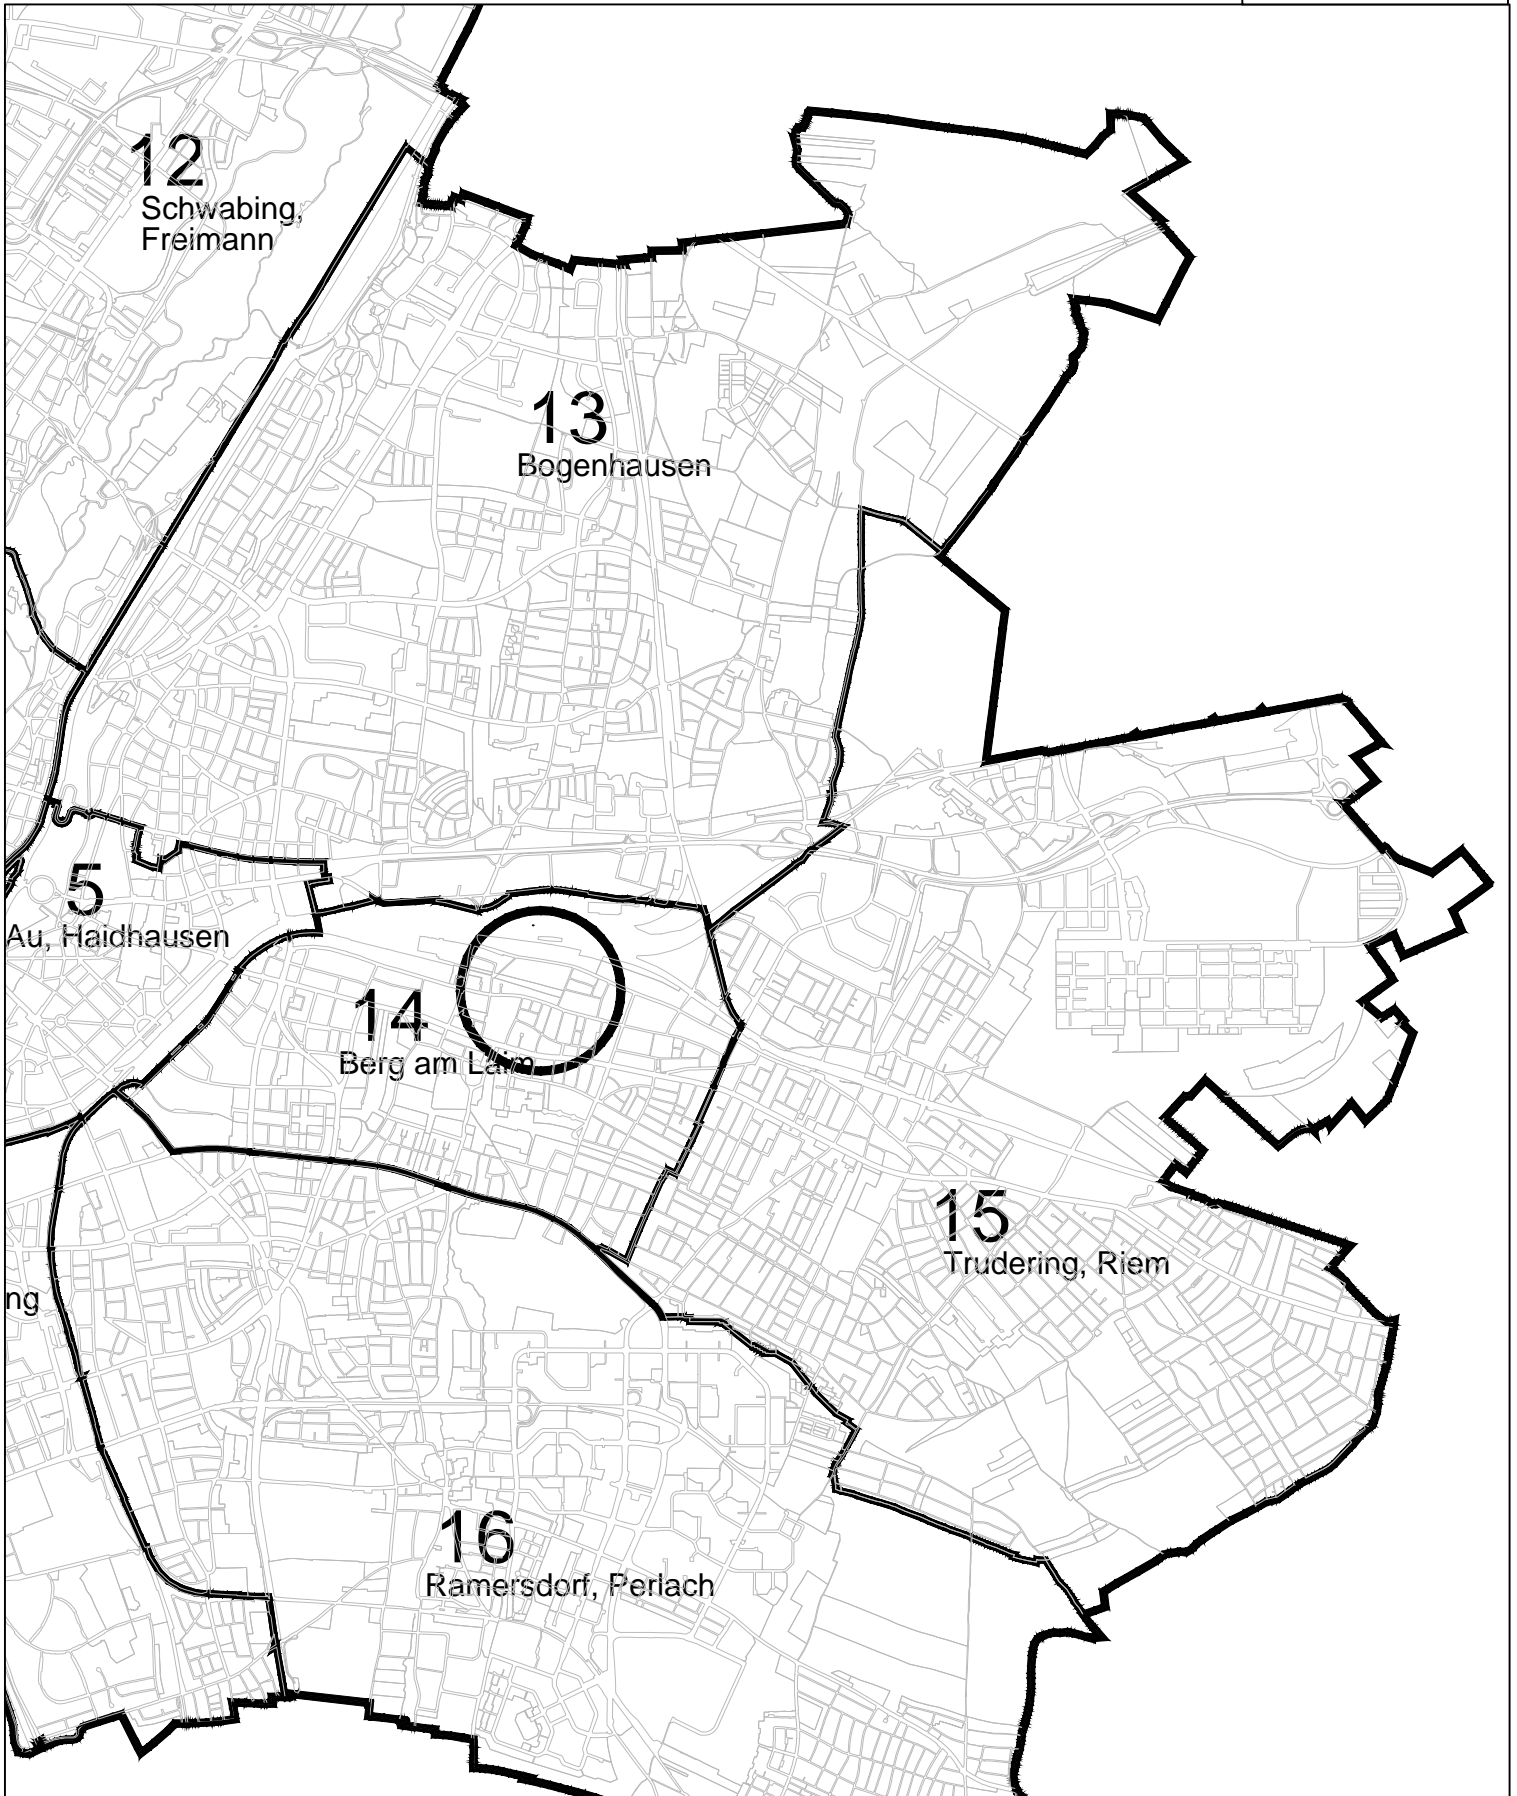 12
Schwabing,
Freimann
13
Bogenhausen
5
Au, Haidhausen
14
Berg am Laim
15
Trudering, Riem
ng
16
Ramersdorf, Perlach